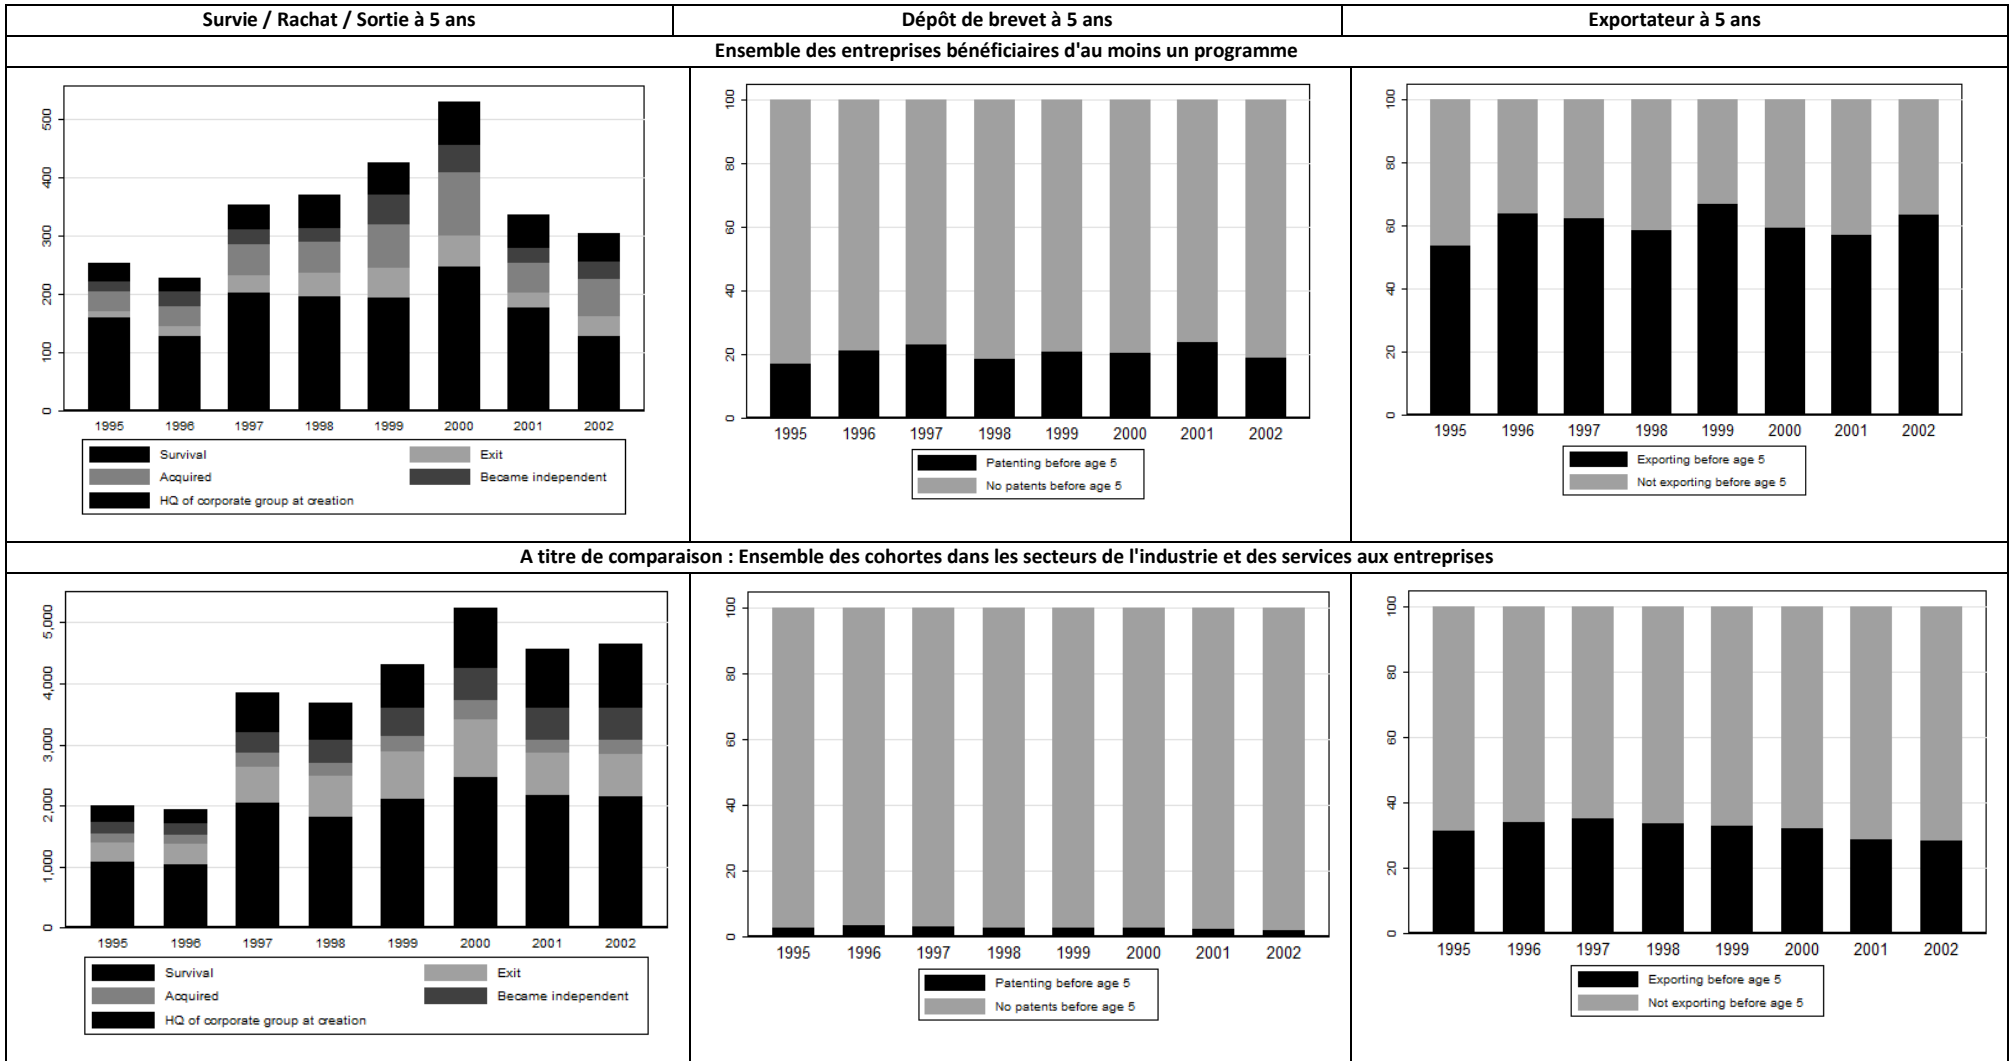 Survie / Rachat / Sortie à 5 ans
Dépôt de brevet à 5 ans
Exportateur à 5 ans
Ensemble des entreprises bénéficiaires d'au moins un programme
500
400
300
200
100
0
1995 1996 1997 1998 1999 2000 2001 2002
Survival
Exit
Acquired
Became independent
HQ of corporate group at creation
100
80
60
40
20
0
1995 1996 1997 1998 1999 2000 2001 2002
Patenting before age 5
No patents before age 5
100
80
60
40
20
0
1995 1996 1997 1998 1999 2000 2001 2002
Exporting before age 5
Not exporting before age 5
A titre de comparaison : Ensemble des cohortes dans les secteurs de l'industrie et des services aux entreprises
5,000
4,000
3,000
2,000
1,000
0
1995 1996 1997 1998 1999 2000 2001 2002
Survival
Exit
Acquired
Became independent
HQ of corporate group at creation
100
80
60
40
20
0
1995 1996 1997 1998 1999 2000 2001 2002
Patenting before age 5
No patents before age 5
100
80
60
40
20
0
1995 1996 1997 1998 1999 2000 2001 2002
Exporting before age 5
Not exporting before age 5